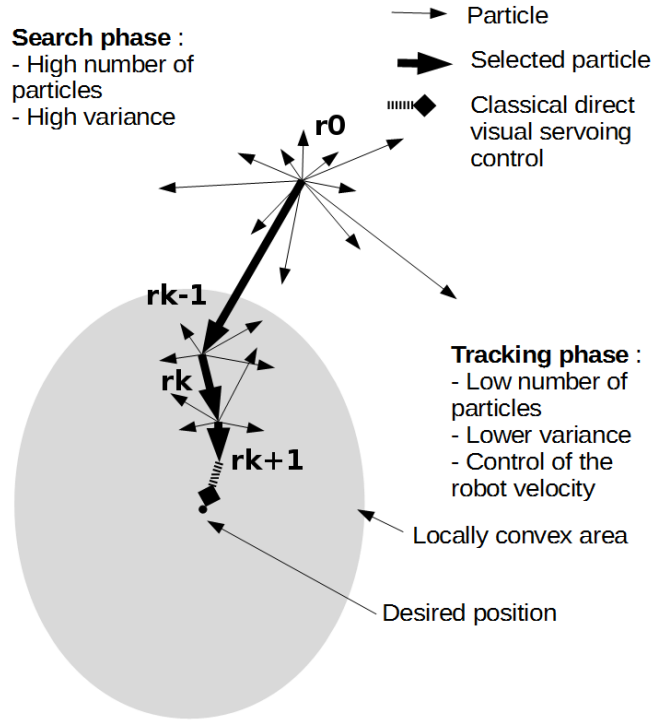 Search phase :
- High number of
particles
- High variance
Particle
Selected particle
Classical direct
visual servoing
control
r0
rk-1
rk
rk+1
Tracking phase :
- Low number of
particles
- Lower variance
- Control of the
robot velocity
Locally convex area
Desired position